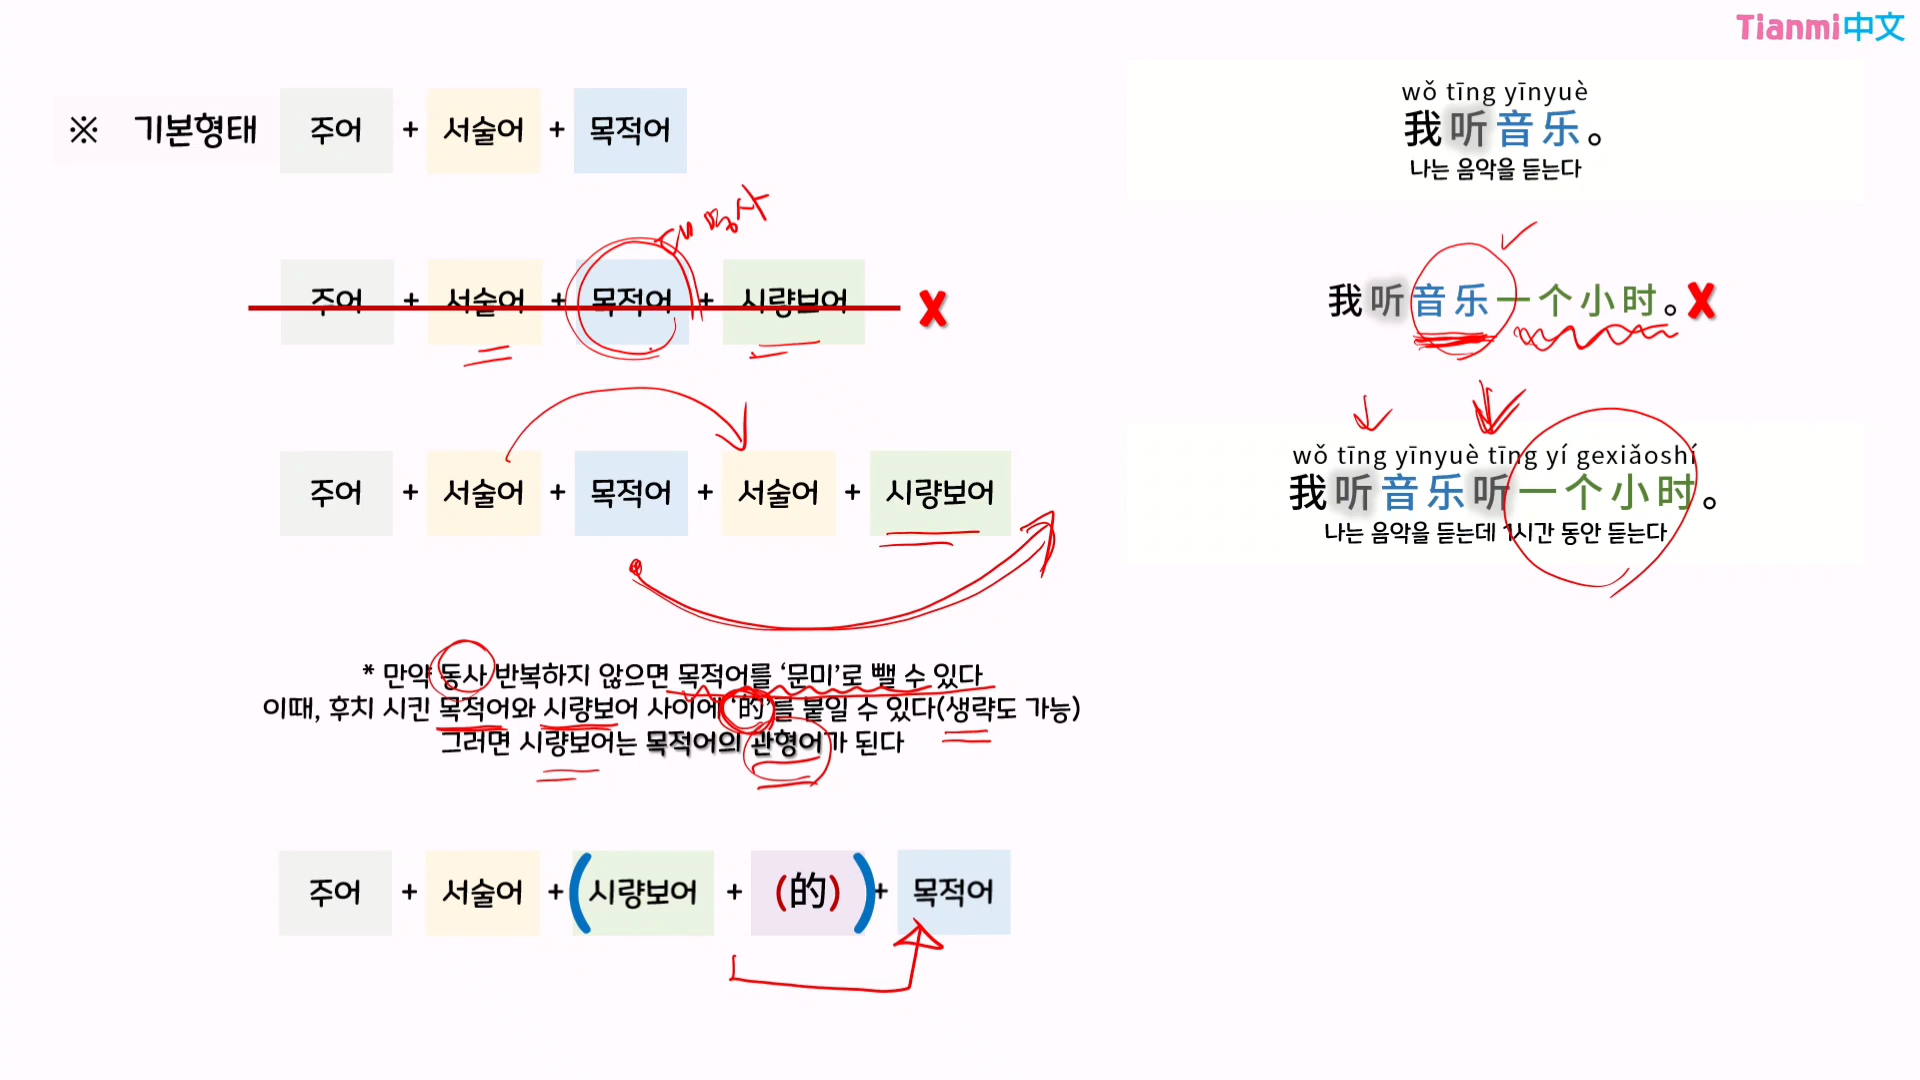 Tianmi中文
※ 기본형태 주어 + 서술어 + 목적어
wǒ tīng yīnyuè
我听音乐。
나는 음악을 듣는다
명사
주어 + 서술어 + 목적어 + 시량보어 X
我听音乐一个小时。X
주어 + 서술어 + 목적어 + 서술어 + 시량보어
wǒ tīng yīnyuè tīng yí gexiǎoshí
我听音乐听一个小时。
나는 음악을 듣는데 1시간 동안 듣는다
* 만약 동사 반복하지 않으면 목적어를 ‘문미’로 뺄 수 있다
이때, 후치 시킨 목적어와 시량보어 사이에 ‘的’를 붙일 수 있다(생략도 가능)
그러면 시량보어는 목적어의 관형어가 된다
주어 + 서술어 + (시량보어 + (的)) + 목적어